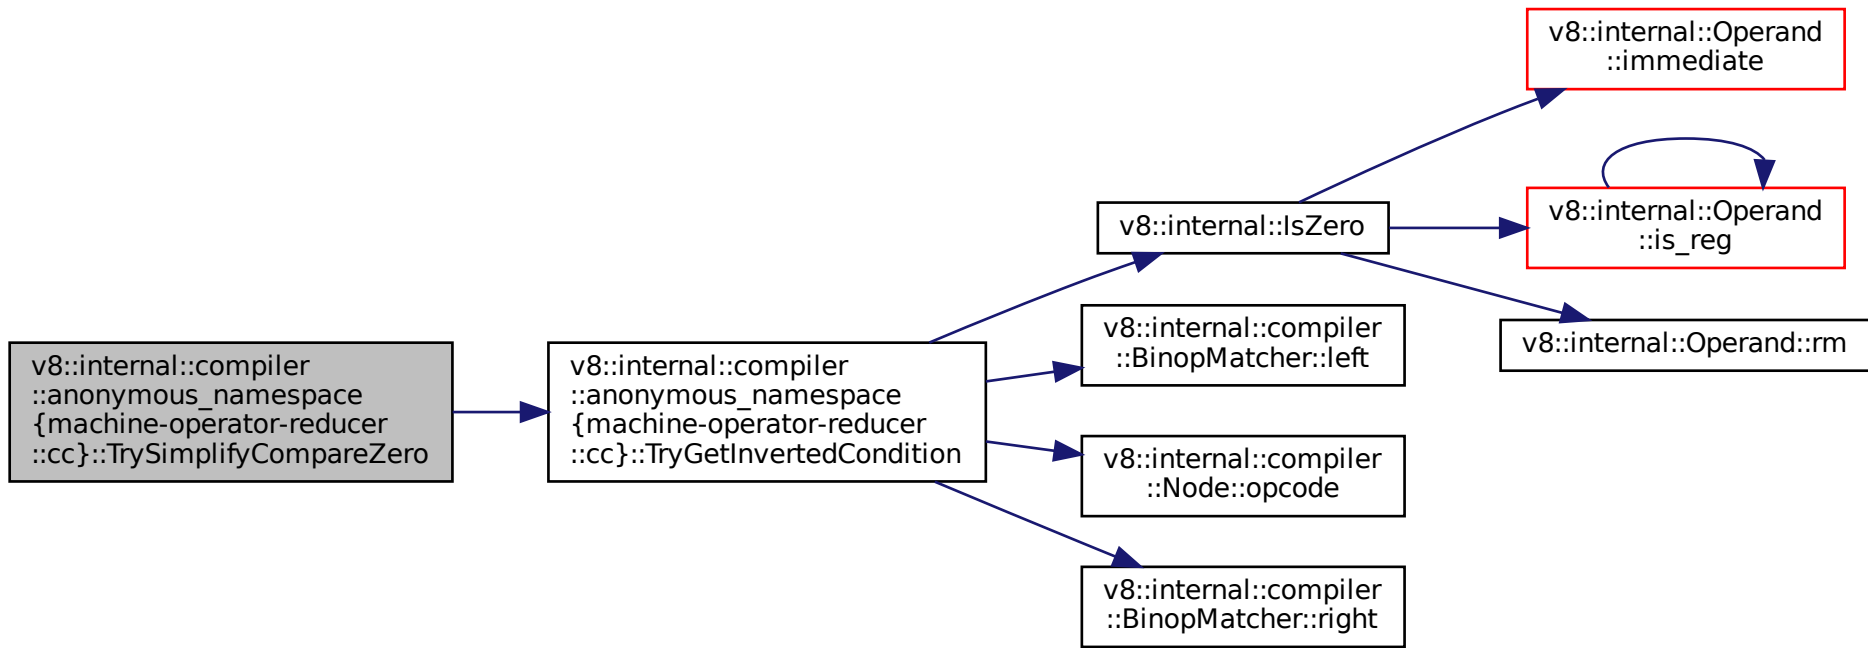 v8::internal::compiler
::anonymous_namespace
{machine-operator-reducer
::cc}::TrySimplifyCompareZero
v8::internal::compiler
::anonymous_namespace
{machine-operator-reducer
::cc}::TryGetInvertedCondition
v8::internal::IsZero
v8::internal::compiler
::BinopMatcher::left
v8::internal::compiler
::Node::opcode
v8::internal::compiler
::BinopMatcher::right
v8::internal::Operand
::immediate
v8::internal::Operand
::is_reg
v8::internal::Operand::rm